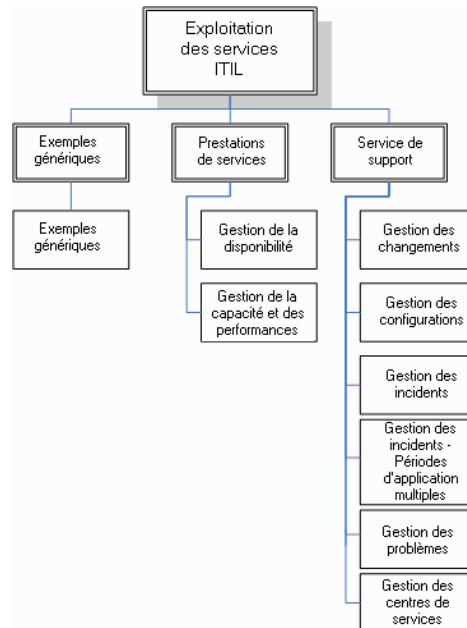 Exploitation
des services
ITIL
Exemples
génériques
Prestations
de services
Service de
support
Exemples
génériques
Gestion de la
disponibilité
Gestion de la
capacité et des
performances
Gestion des
changements
Gestion des
configurations
Gestion des
incidents
Gestion des
incidents -
Périodes
d'application
multiples
Gestion des
problèmes
Gestion des
centres de
services